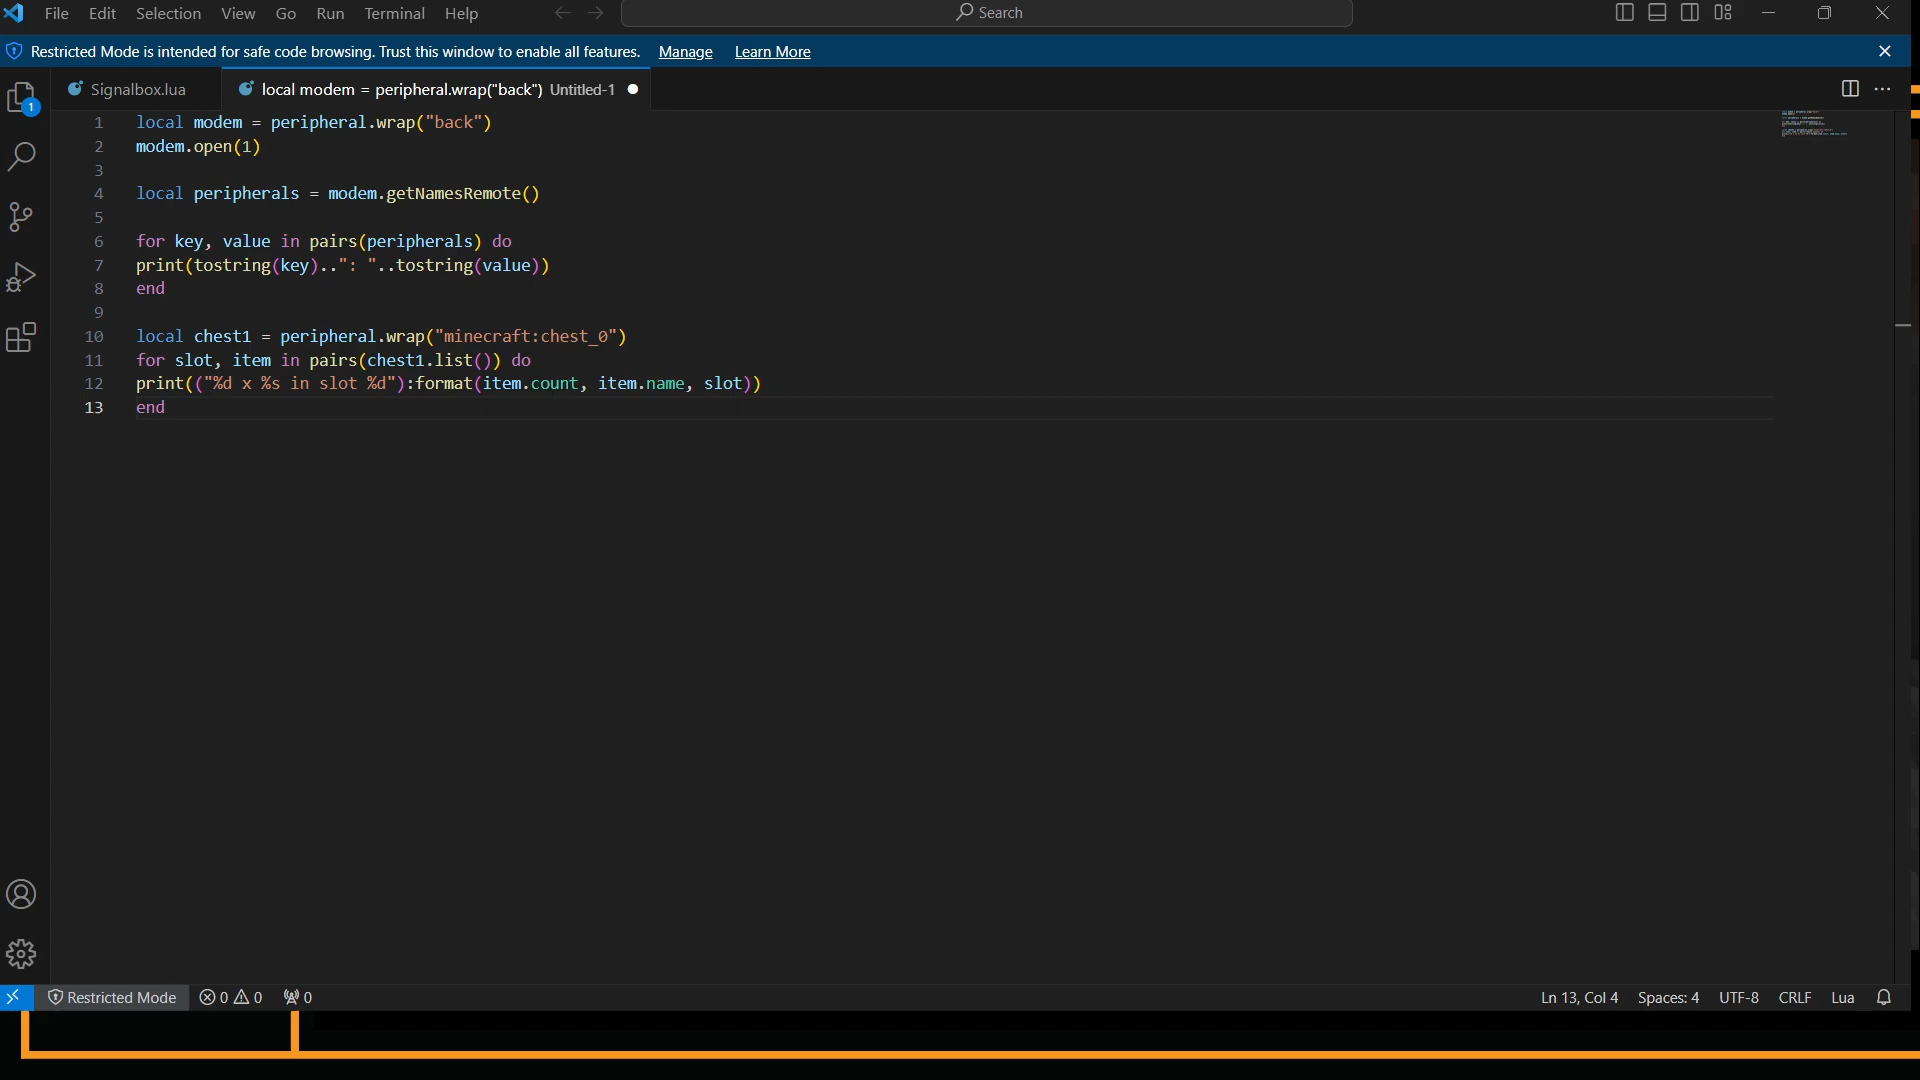 File Edit Selection View Go Run Terminal Help Search
Restricted Mode is intended for safe code browsing. Trust this window to enable all features. Manage Learn More
1 Signalbox.lua local modem = peripheral.wrap("back") Untitled-1
1 local modem = peripheral.wrap("back")
2 modem.open(1)
3
4 local peripherals = modem.getNamesRemote()
5
6 for key, value in pairs(peripherals) do
7 print(tostring(key)..": "..tostring(value))
8 end
9
10 local chest1 = peripheral.wrap("minecraft:chest_0")
11 for slot, item in pairs(chest1.list()) do
12 print(("%d x %s in slot %d"):format(item.count, item.name, slot))
13 end
Restricted Mode 0 0 0 Ln 13, Col 4 Spaces: 4 UTF-8 CRLF Lua